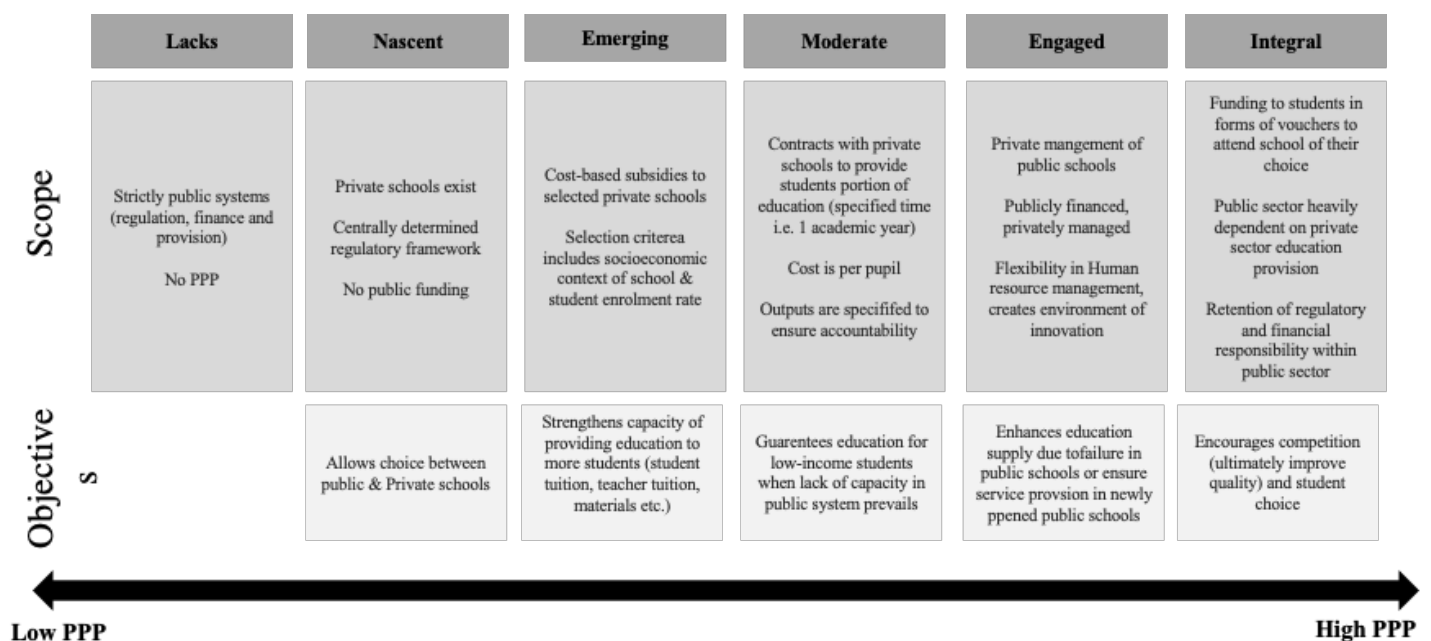 Lacks
Nascent
Emerging
Moderate
Engaged
Integral
Scope
Strictly public systems
(regulation, finance and
provision)
No PPP
Private schools exist
Centrally determined
regulatory framework
No public funding
Cost-based subsidies to
selected private schools
Selection criterea
includes socioeconomic
context of school &
student enrolment rate
Contracts with private
schools to provide
students portion of
education (specified time
i.e. 1 academic year)
Cost is per pupil
Outputs are specififed to
ensure accountability
Private mangement of
public schools
Publicly financed,
privately managed
Flexibility in Human
resource management,
creates environment of
innovation
Funding to students in
forms of vouchers to
attend school of their
choice
Public sector heavily
dependent on private
sector education
provision
Retention of regulatory
and financial
responsibility within
public sector
Objective
s
Allows choice between
public & Private schools
Strengthens capacity of
providing education to
more students (student
tuition, teacher tuition,
materials etc.)
Guarentees education for
low-income students
when lack of capacity in
public system prevails
Enhances education
supply due tofailure in
public schools or ensure
service provsion in newly
ppened public schools
Encourages competition
(ultimately improve
quality) and student
choice
Low PPP
High PPP